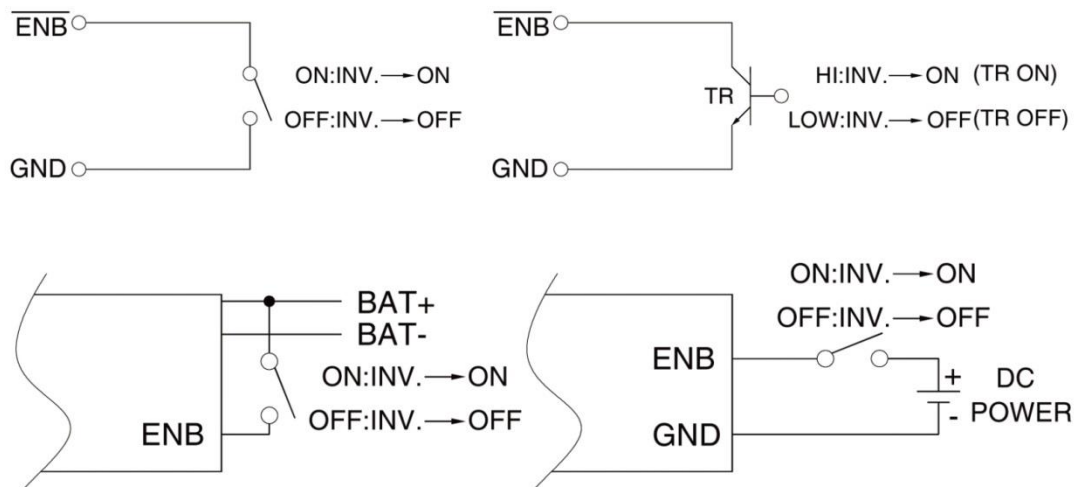 E̅N̅B̅
ON:INV.→ON
OFF:INV.→OFF
GND
E̅N̅B̅
TR
HI:INV.→ON (TR ON)
LOW:INV.→OFF(TR OFF)
GND
BAT+
BAT-
ON:INV.→ON
OFF:INV.→OFF
ENB
ON:INV.→ON
OFF:INV.→OFF
ENB
GND
+
-
DC
POWER